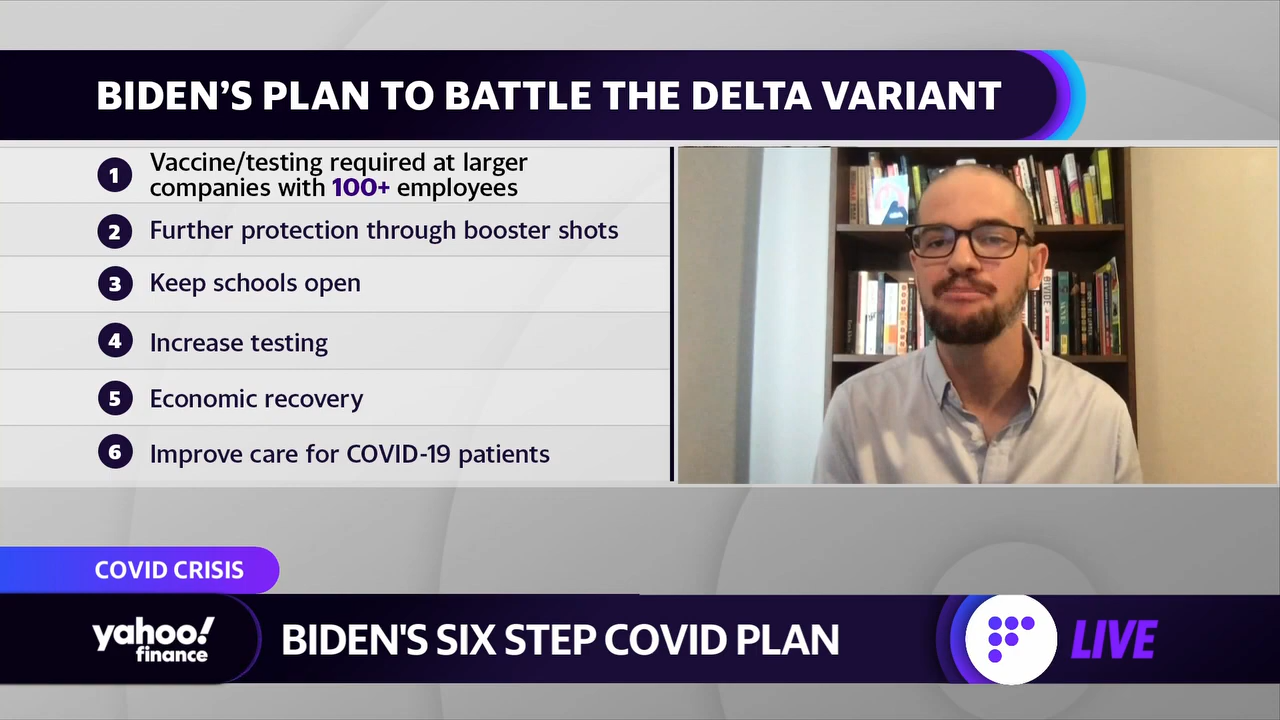 BIDEN'S PLAN TO BATTLE THE DELTA VARIANT
1
Vaccine/testing required at larger
companies with 100+ employees
2
Further protection through booster shots
3
Keep schools open
4
Increase testing
5
Economic recovery
6
Improve care for COVID-19 patients
COVID CRISIS
yahoo!
finance
BIDEN'S SIX STEP COVID PLAN
LIVE